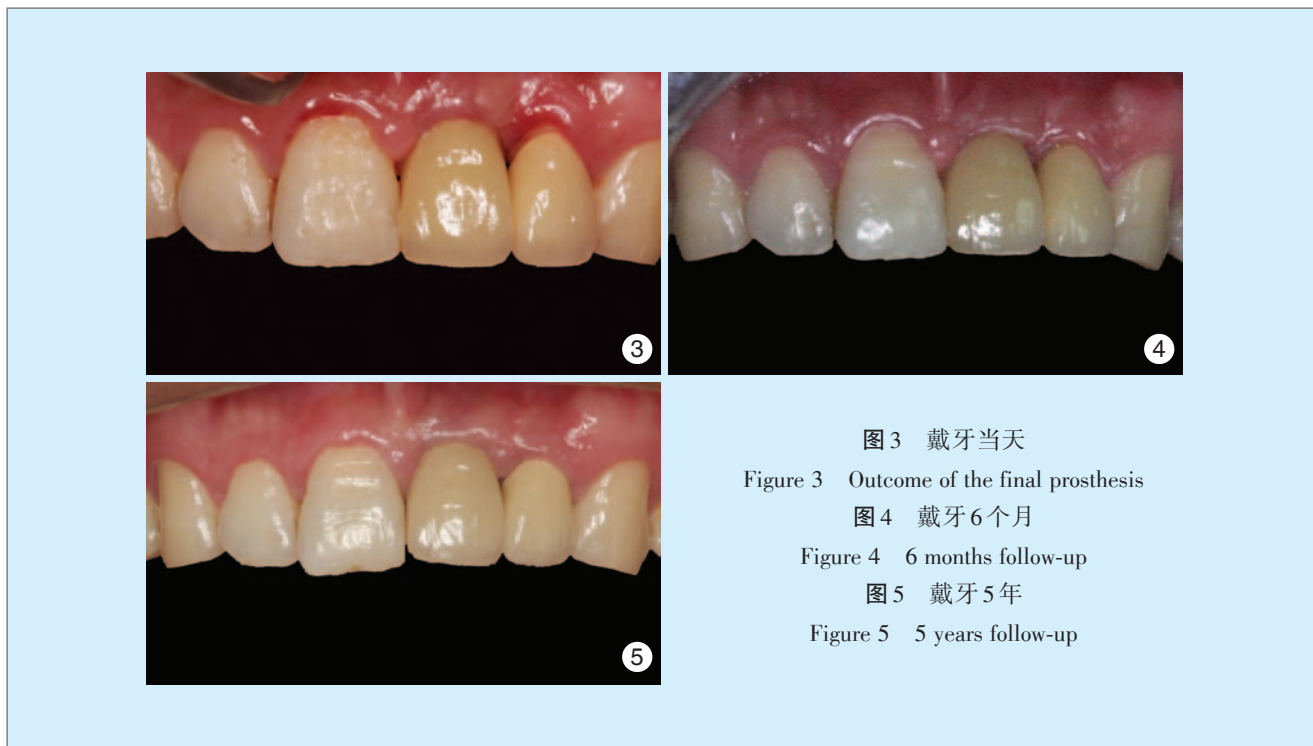 ③
④
⑤
图3 戴牙当天
Figure 3 Outcome of the final prosthesis
图4 戴牙6个月
Figure 4 6 months follow-up
图5 戴牙5年
Figure 5 5 years follow-up